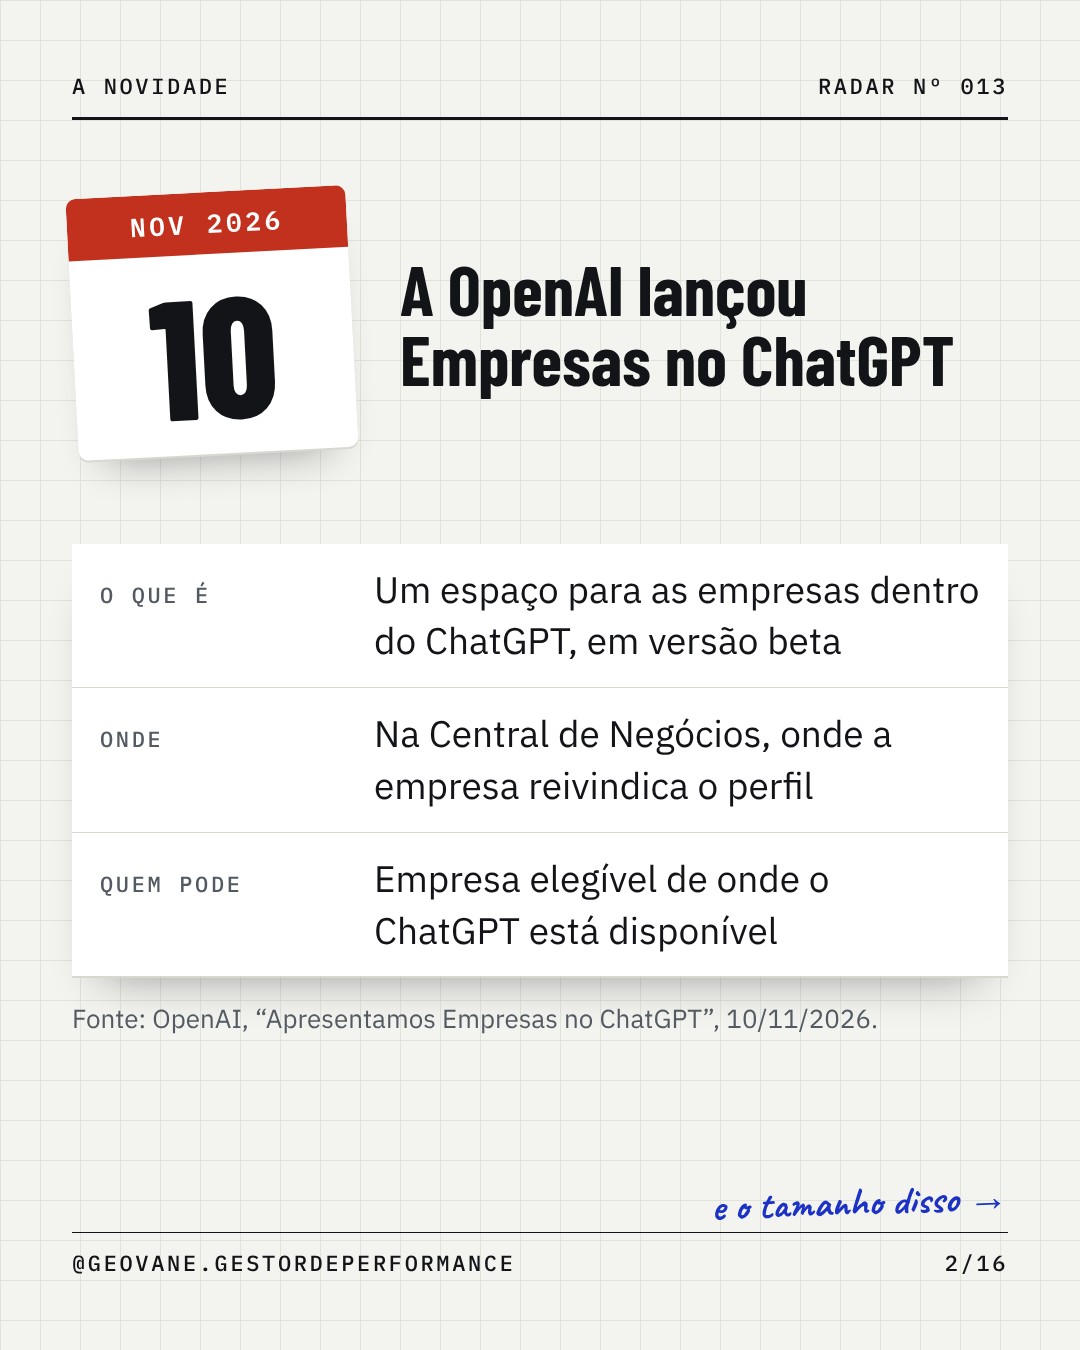 A NOVIDADE
RADAR Nº 013
NOV 2026
10
A OpenAI lançou
Empresas no ChatGPT
O QUE É
Um espaço para as empresas dentro
do ChatGPT, em versão beta
ONDE
Na Central de Negócios, onde a
empresa reivindica o perfil
QUEM PODE
Empresa elegível de onde o
ChatGPT está disponível
Fonte: OpenAI, “Apresentamos Empresas no ChatGPT”, 10/11/2026.
e o tamanho disso →
@GEOVANE.GESTORDEPERFORMANCE
2/16